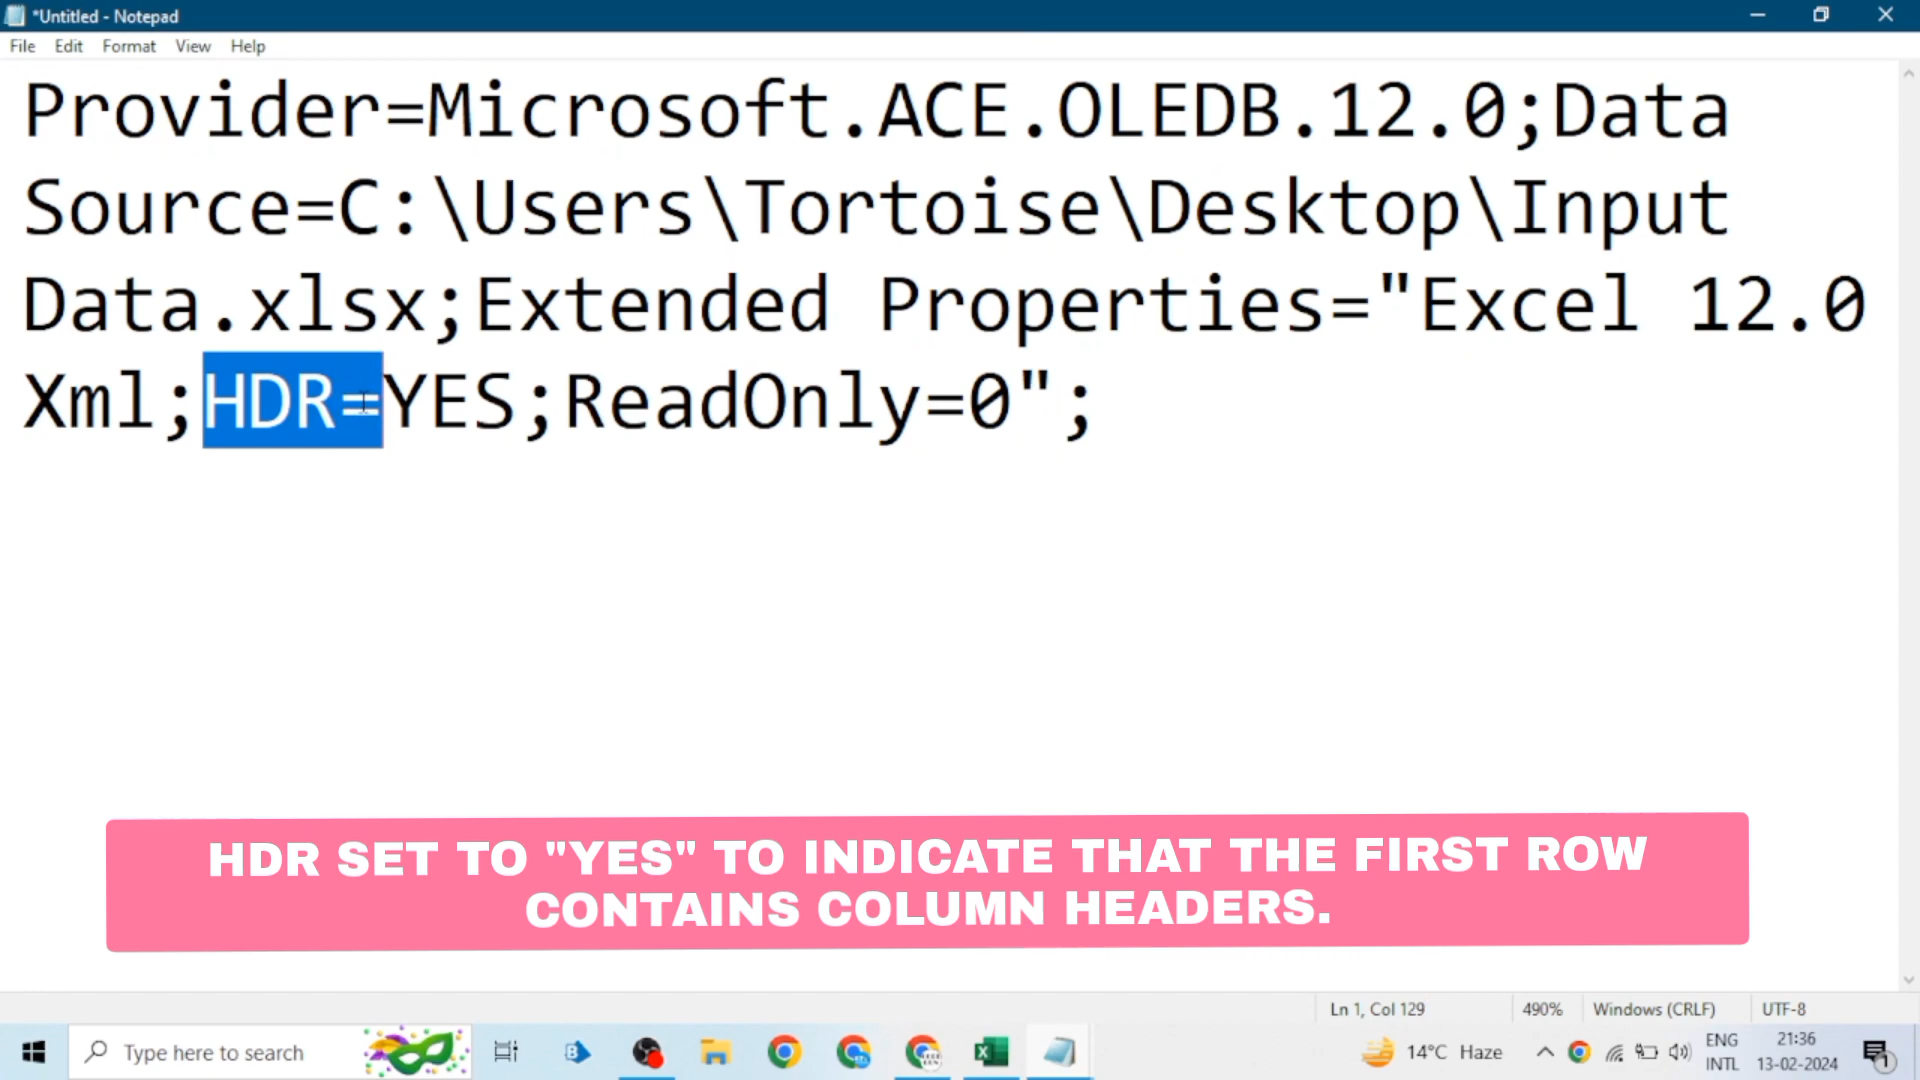 *Untitled - Notepad
File Edit Format View Help
Provider=Microsoft.ACE.OLEDB.12.0;Data
Source=C:\Users\Tortoise\Desktop\Input
Data.xlsx;Extended Properties="Excel 12.0
Xml;HDR=YES;ReadOnly=0";
HDR SET TO "YES" TO INDICATE THAT THE FIRST ROW
CONTAINS COLUMN HEADERS.
Ln 1, Col 129 490% Windows (CRLF) UTF-8
Type here to search 14°C Haze ENG 21:36
INTL 13-02-2024 1